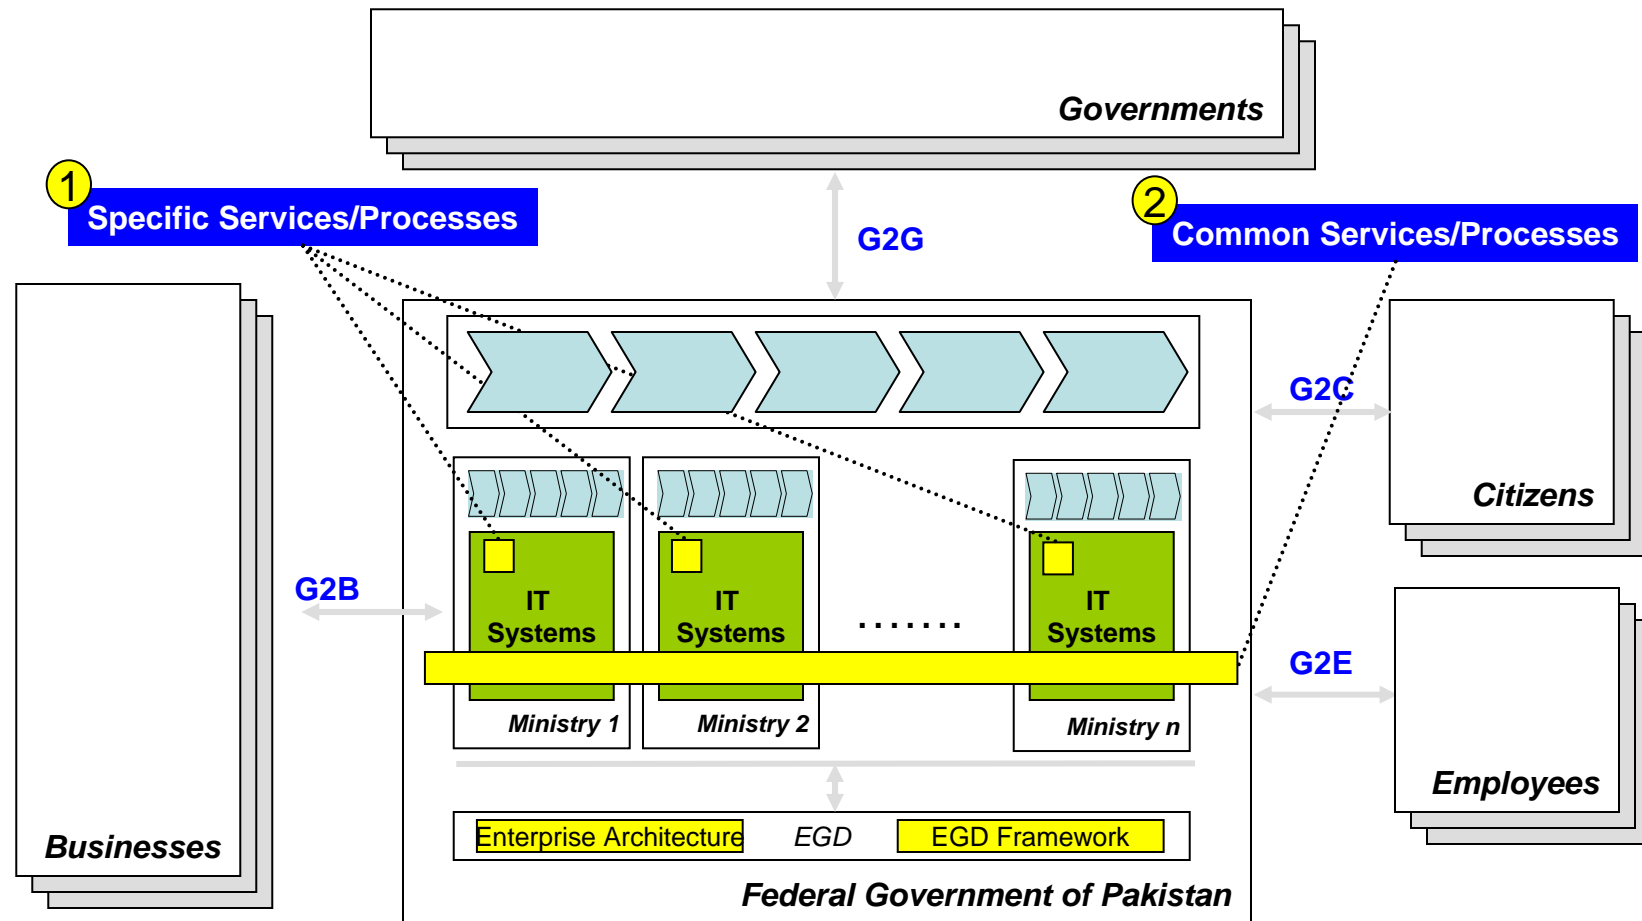 Governments
1
Specific Services/Processes
2
Common Services/Processes
G2G
G2C
Citizens
G2B
IT
Systems
IT
Systems
.......
IT
Systems
G2E
Ministry 1
Ministry 2
Ministry n
Employees
Businesses
Enterprise Architecture
EGD
EGD Framework
Federal Government of Pakistan